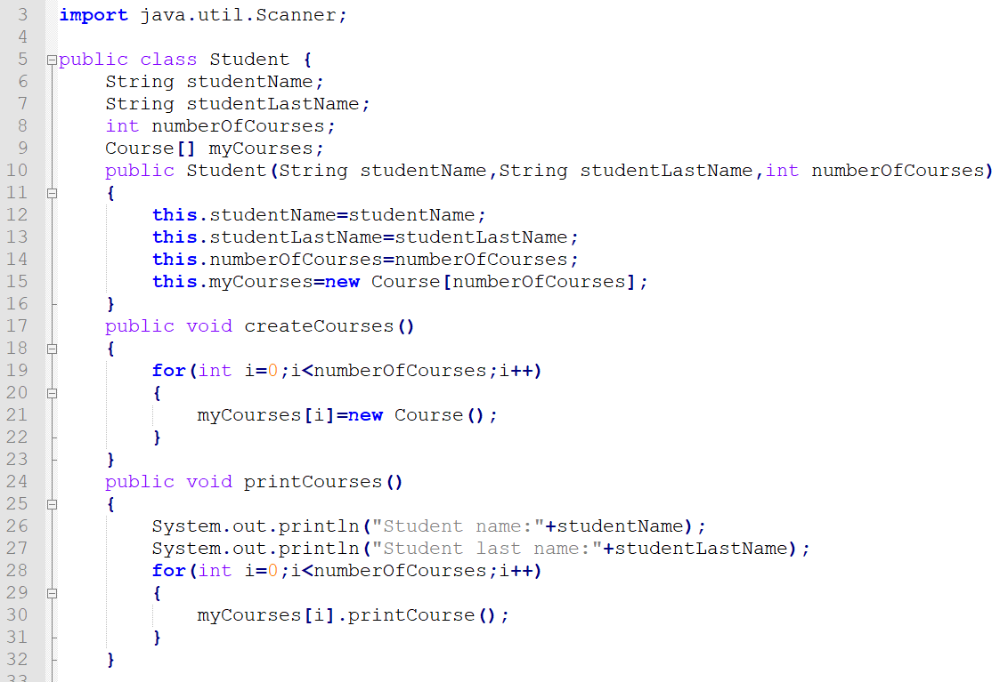 3 import java.util.Scanner;
4
5 public class Student {
6 String studentName;
7 String studentLastName;
8 int numberOfCourses;
9 Course[] myCourses;
10 public Student(String studentName,String studentLastName,int numberOfCourses)
11 {
12 this.studentName=studentName;
13 this.studentLastName=studentLastName;
14 this.numberOfCourses=numberOfCourses;
15 this.myCourses=new Course[numberOfCourses];
16 }
17 public void createCourses()
18 {
19 for(int i=0;i<numberOfCourses;i++)
20 {
21 myCourses[i]=new Course();
22 }
23 }
24 public void printCourses()
25 {
26 System.out.println("Student name:"+studentName);
27 System.out.println("Student last name:"+studentLastName);
28 for(int i=0;i<numberOfCourses;i++)
29 {
30 myCourses[i].printCourse();
31 }
32 }
33